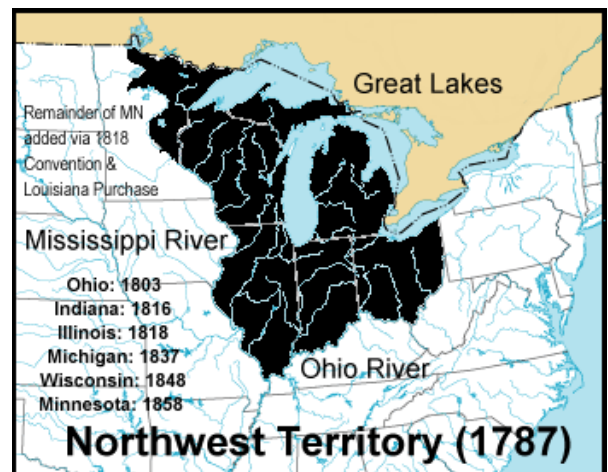 Great Lakes
Remainder of MN
added via 1818
Convention &
Louisiana Purchase
Mississippi River
Ohio: 1803
Indiana: 1816
Illinois: 1818
Michigan: 1837
Wisconsin: 1848
Minnesota: 1858
Ohio River
Northwest Territory (1787)